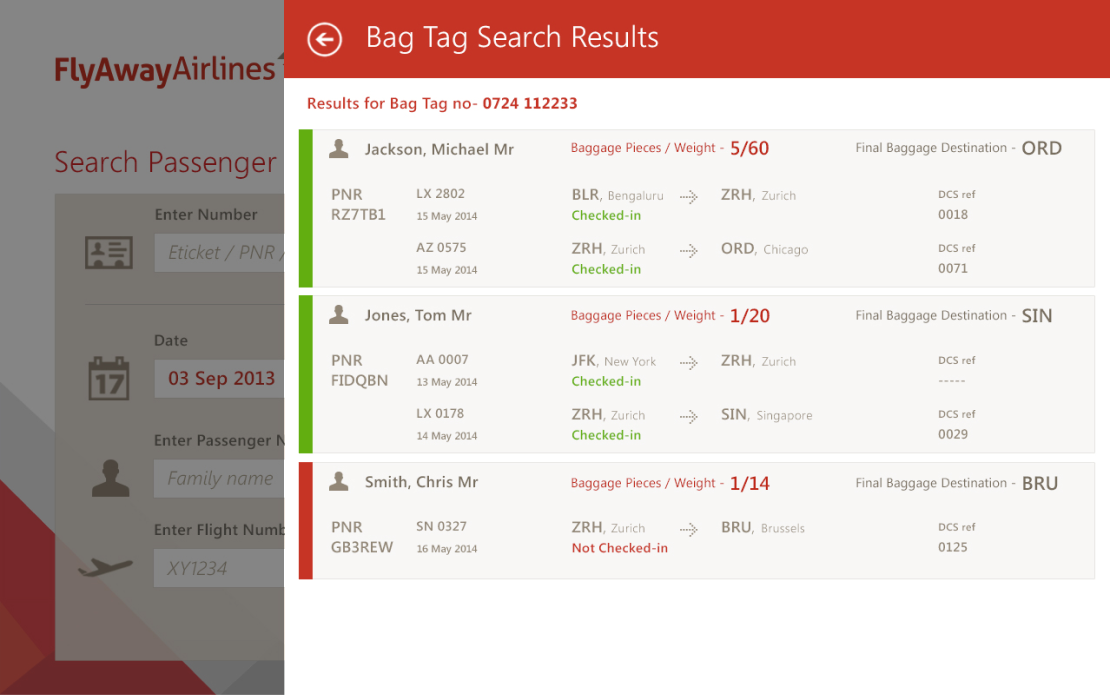 FlyAwayAirlines
Search Passenger
Enter Number
Eticket / PNR /
Date
17
03 Sep 2013
Enter Passenger N
Family name
Enter Flight Numb
XY1234
Bag Tag Search Results
Results for Bag Tag no- 0724 112233
Jackson, Michael Mr Baggage Pieces / Weight - 5/60 Final Baggage Destination - ORD
PNR LX 2802 BLR, Bengaluru ZRH, Zurich DCS ref
RZ7TB1 15 May 2014 Checked-in 0018
AZ 0575 ZRH, Zurich ORD, Chicago DCS ref
15 May 2014 Checked-in 0071
Jones, Tom Mr Baggage Pieces / Weight - 1/20 Final Baggage Destination - SIN
PNR AA 0007 JFK, New York ZRH, Zurich DCS ref
FIDQBN 13 May 2014 Checked-in -----
LX 0178 ZRH, Zurich SIN, Singapore DCS ref
14 May 2014 Checked-in 0029
Smith, Chris Mr Baggage Pieces / Weight - 1/14 Final Baggage Destination - BRU
PNR SN 0327 ZRH, Zurich BRU, Brussels DCS ref
GB3REW 16 May 2014 Not Checked-in 0125